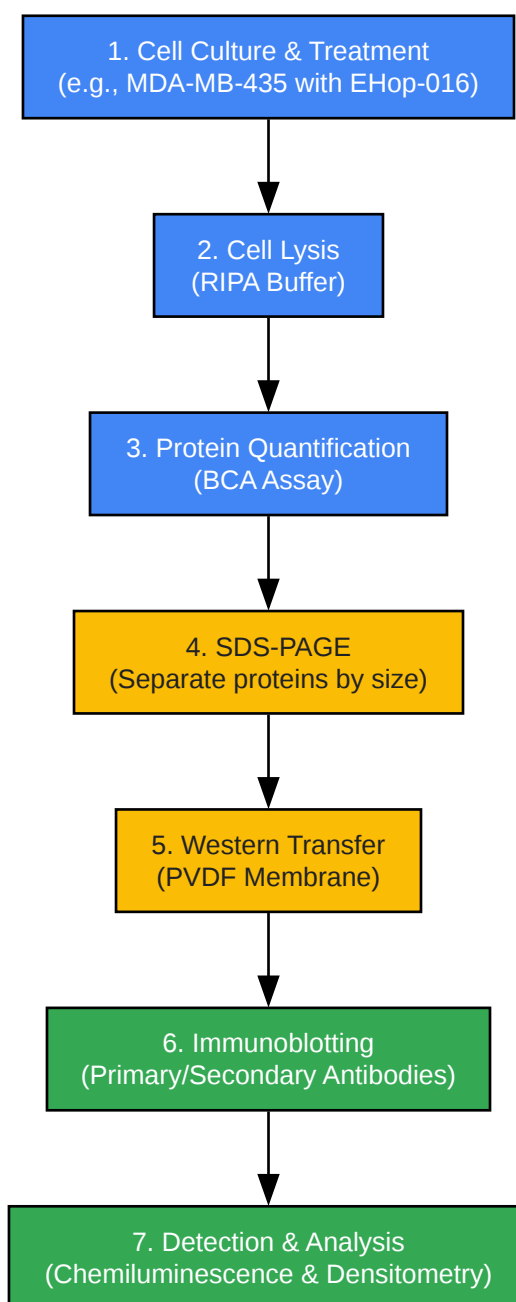 1. Cell Culture & Treatment
(e.g., MDA-MB-435 with EHop-016)
2. Cell Lysis
(RIPA Buffer)
3. Protein Quantification
(BCA Assay)
4. SDS-PAGE
(Separate proteins by size)
5. Western Transfer
(PVDF Membrane)
6. Immunoblotting
(Primary/Secondary Antibodies)
7. Detection & Analysis
(Chemiluminescence & Densitometry)